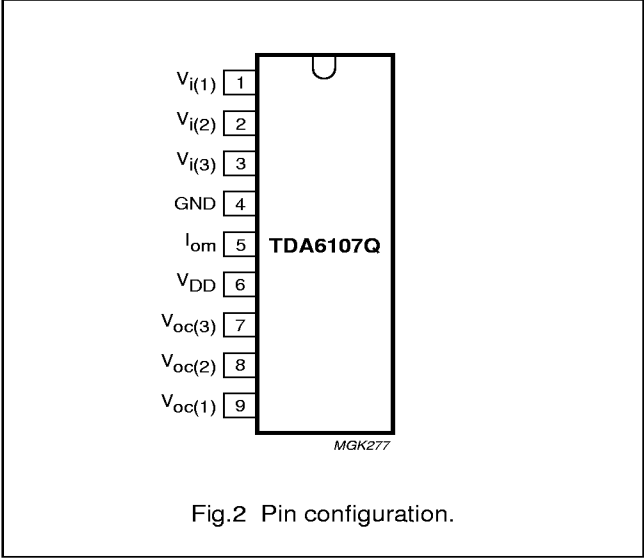 Vi(1) 1
Vi(2) 2
Vi(3) 3
GND 4
Iom 5 TDA6107Q
VDD 6
Voc(3) 7
Voc(2) 8
Voc(1) 9
MGK277
Fig.2 Pin configuration.